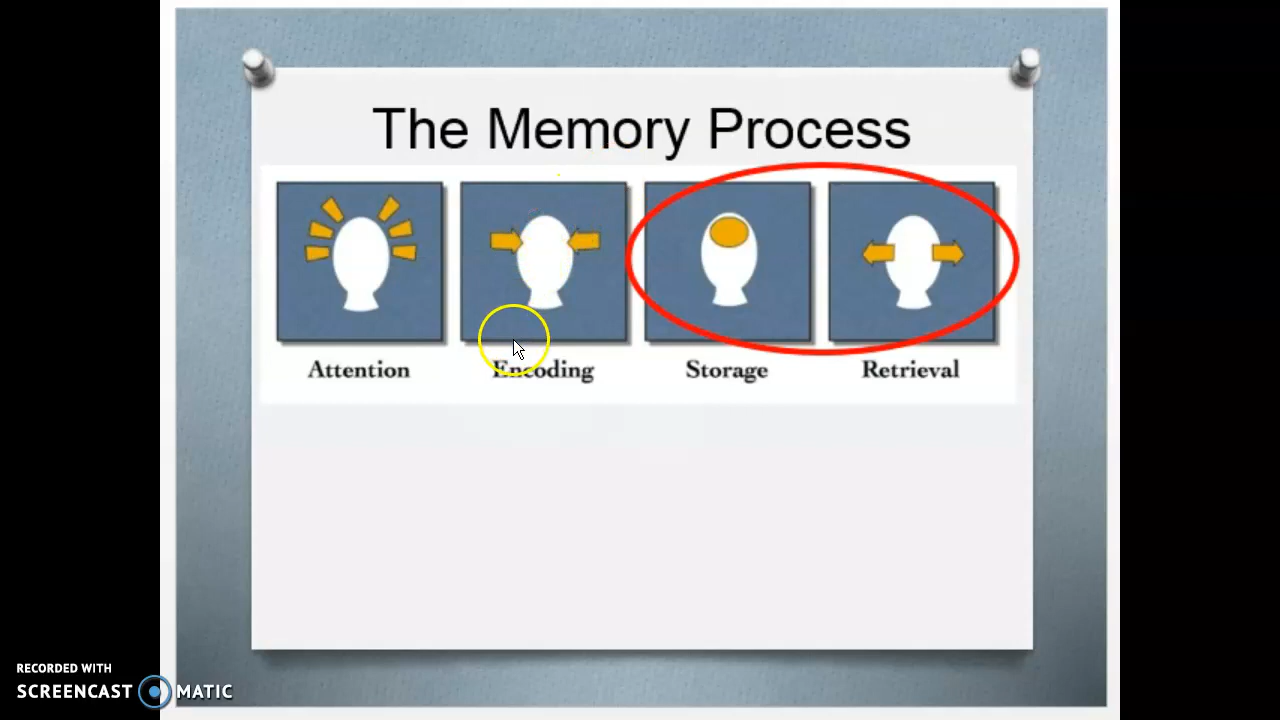 The Memory Process
Attention Encoding Storage Retrieval
RECORDED WITH
SCREENCAST MATIC